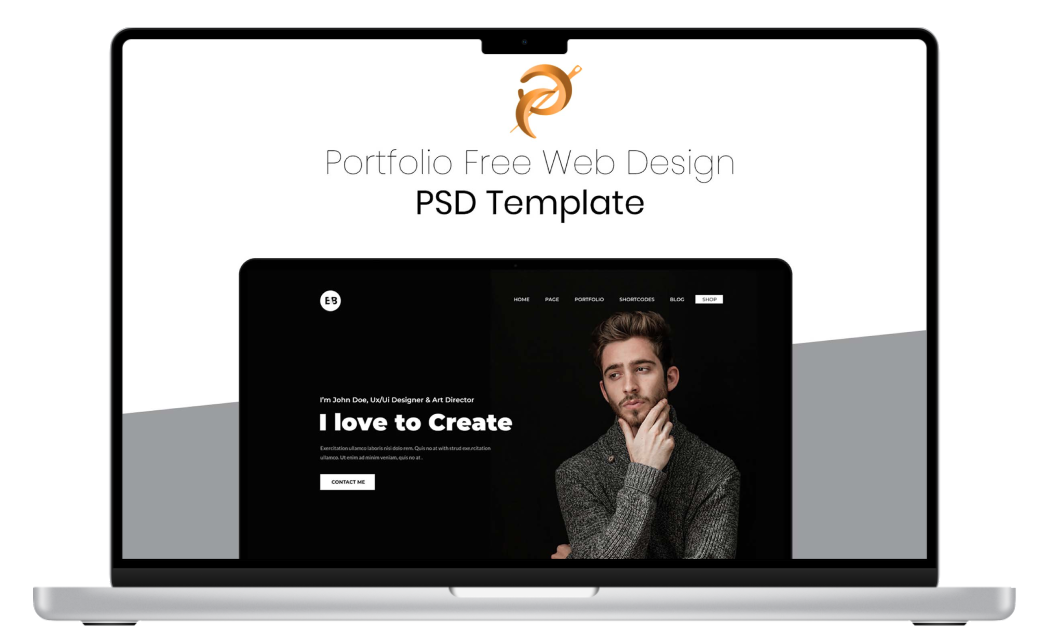 Portfolio Free Web Design
PSD Template
EB
HOME PAGE PORTFOLIO SHORTCODES BLOG SHOP
I'm John Doe, Ux/Ui Designer & Art Director
I love to Create
Exercitation ullamco laboris nisi dolo rem. Quis no at with strud exe.rcitation
ullamco. Ut enim ad minim veniam, quis no at .
CONTACT ME